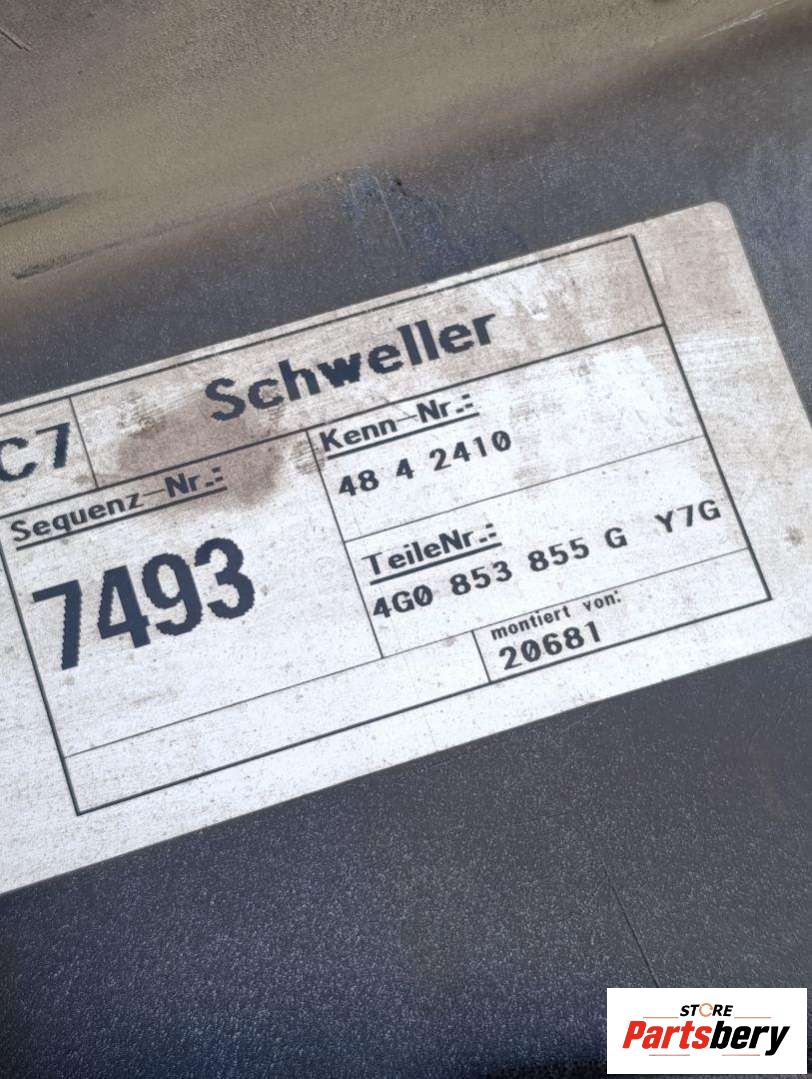 C7
Schweller
Sequenz-Nr.:
7493
Kenn-Nr.:
48 4 2410
TeileNr.:
4G0 853 855 G Y7G
montiert von:
20681
STORE
Partsbery